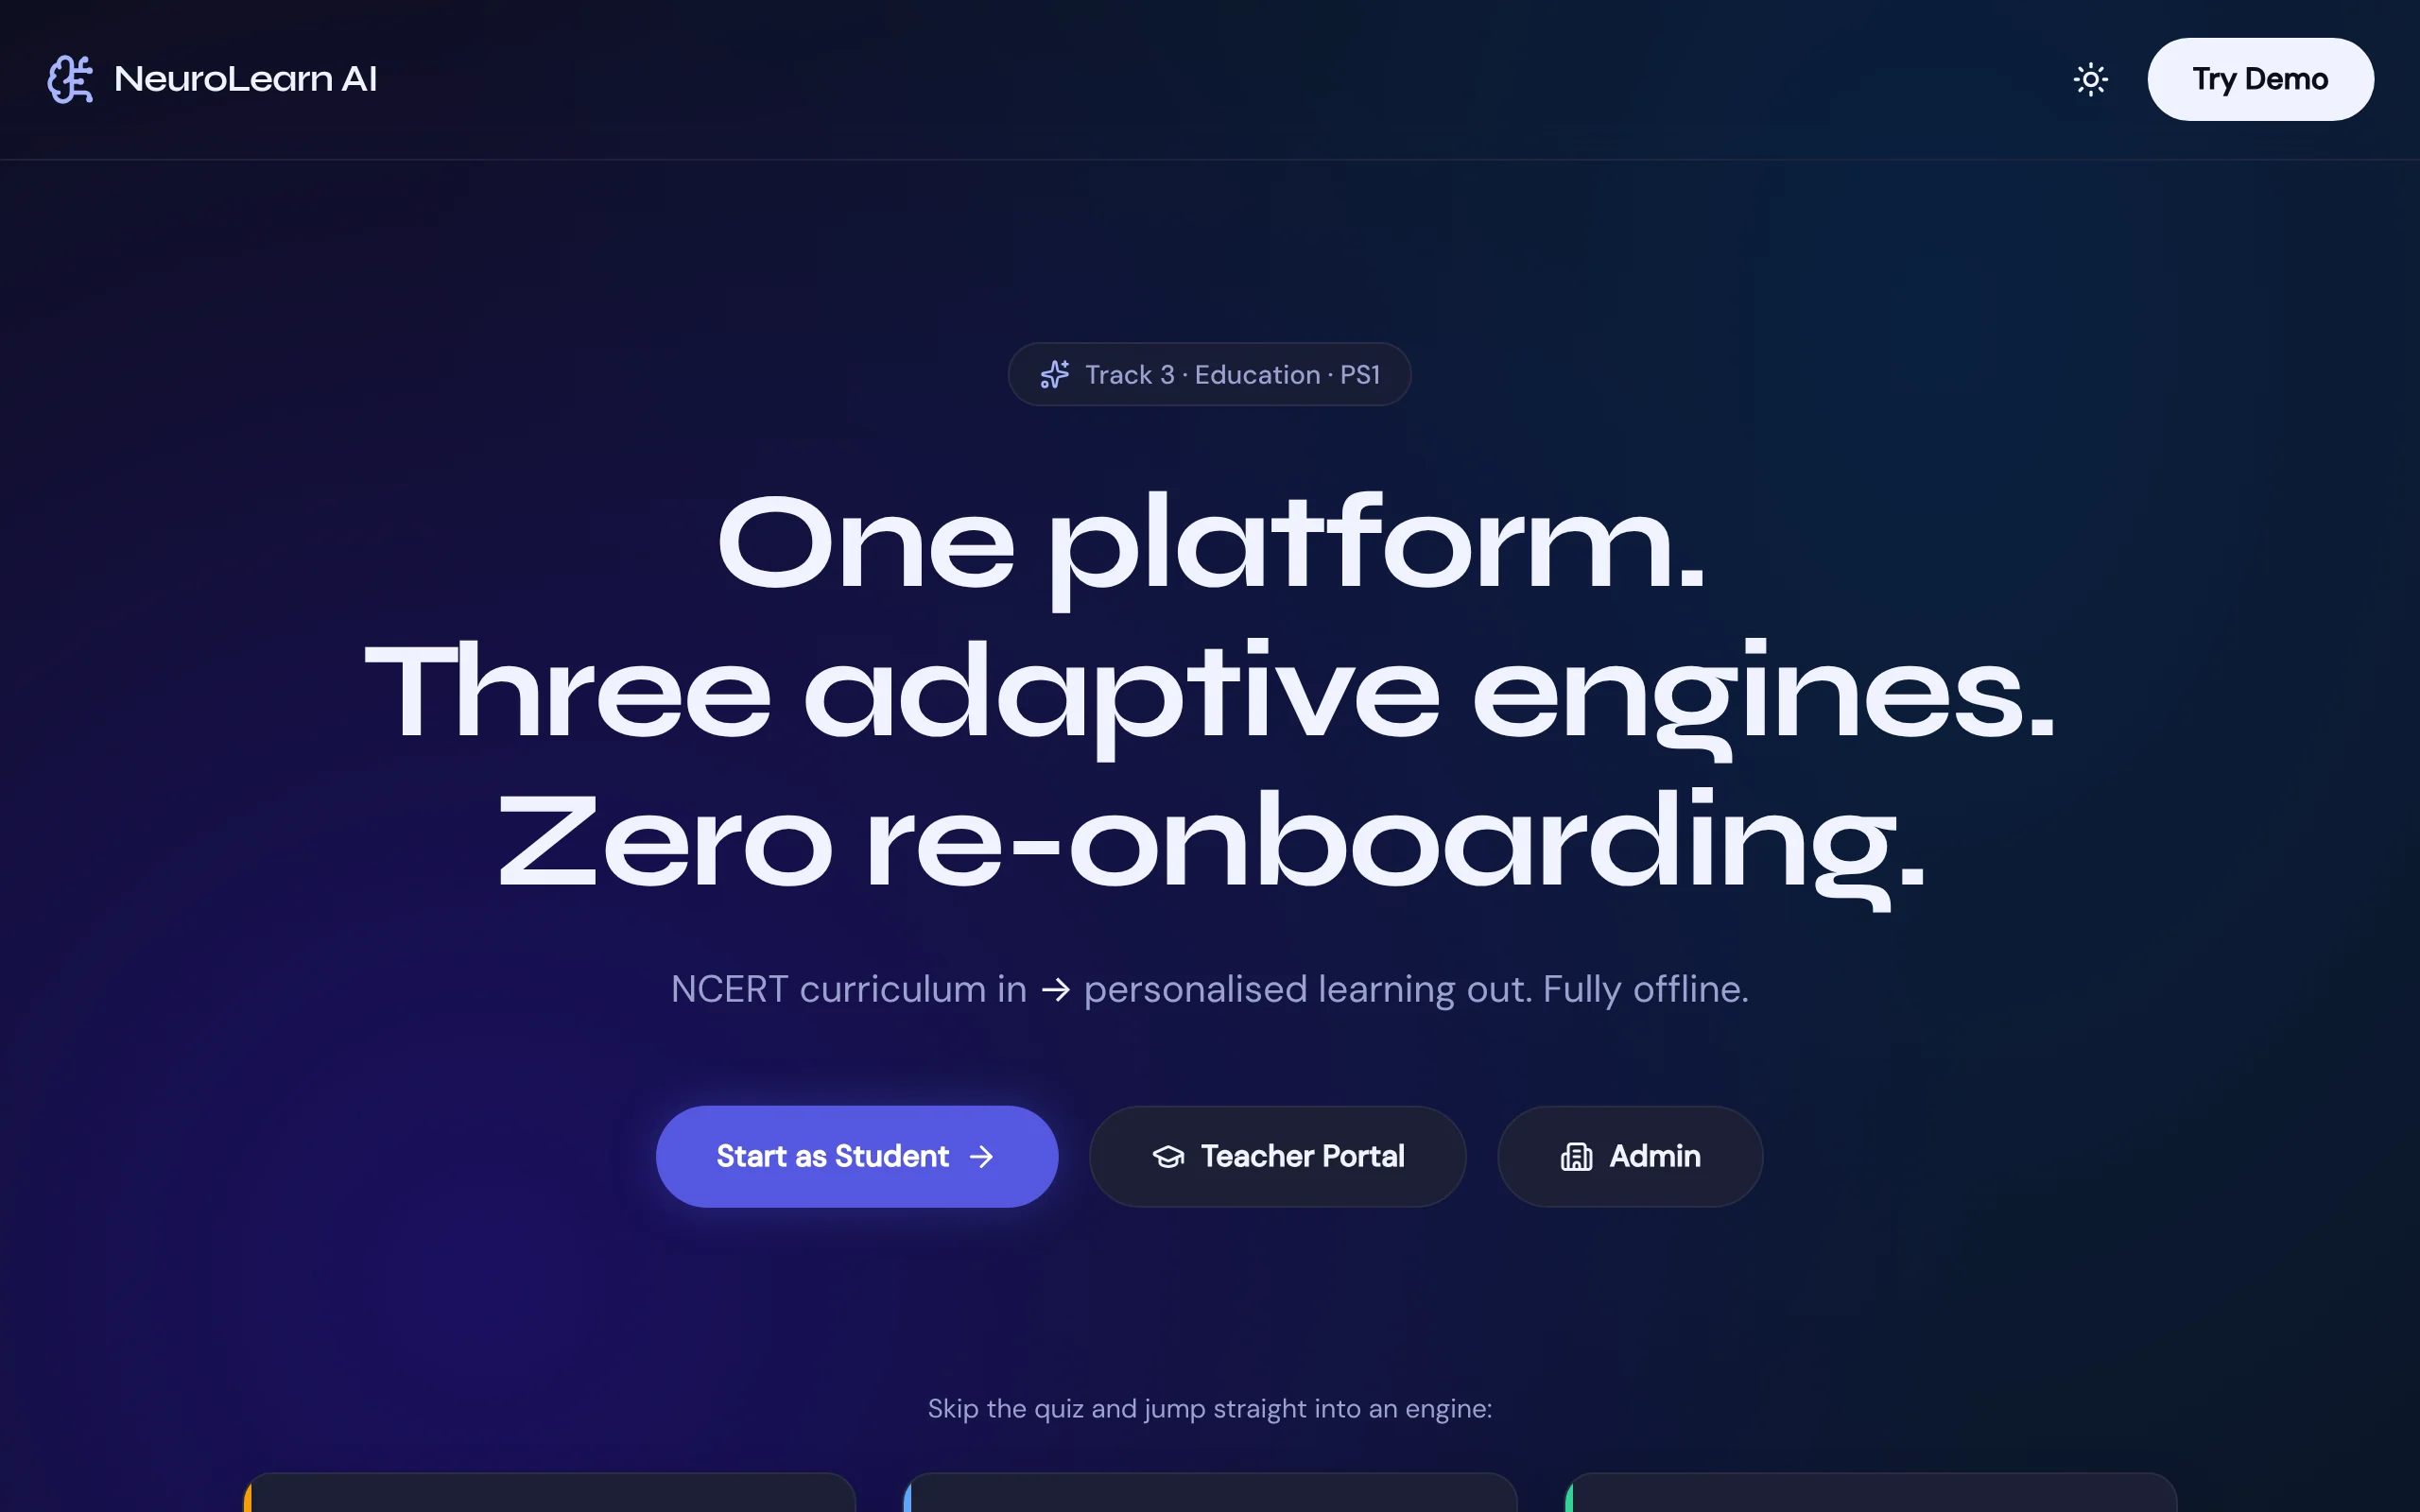 NeuroLearn AI
Try Demo
Track 3 · Education · PS1
One platform.
Three adaptive engines.
Zero re-onboarding.
NCERT curriculum in → personalised learning out. Fully offline.
Start as Student →
Teacher Portal
Admin
Skip the quiz and jump straight into an engine: